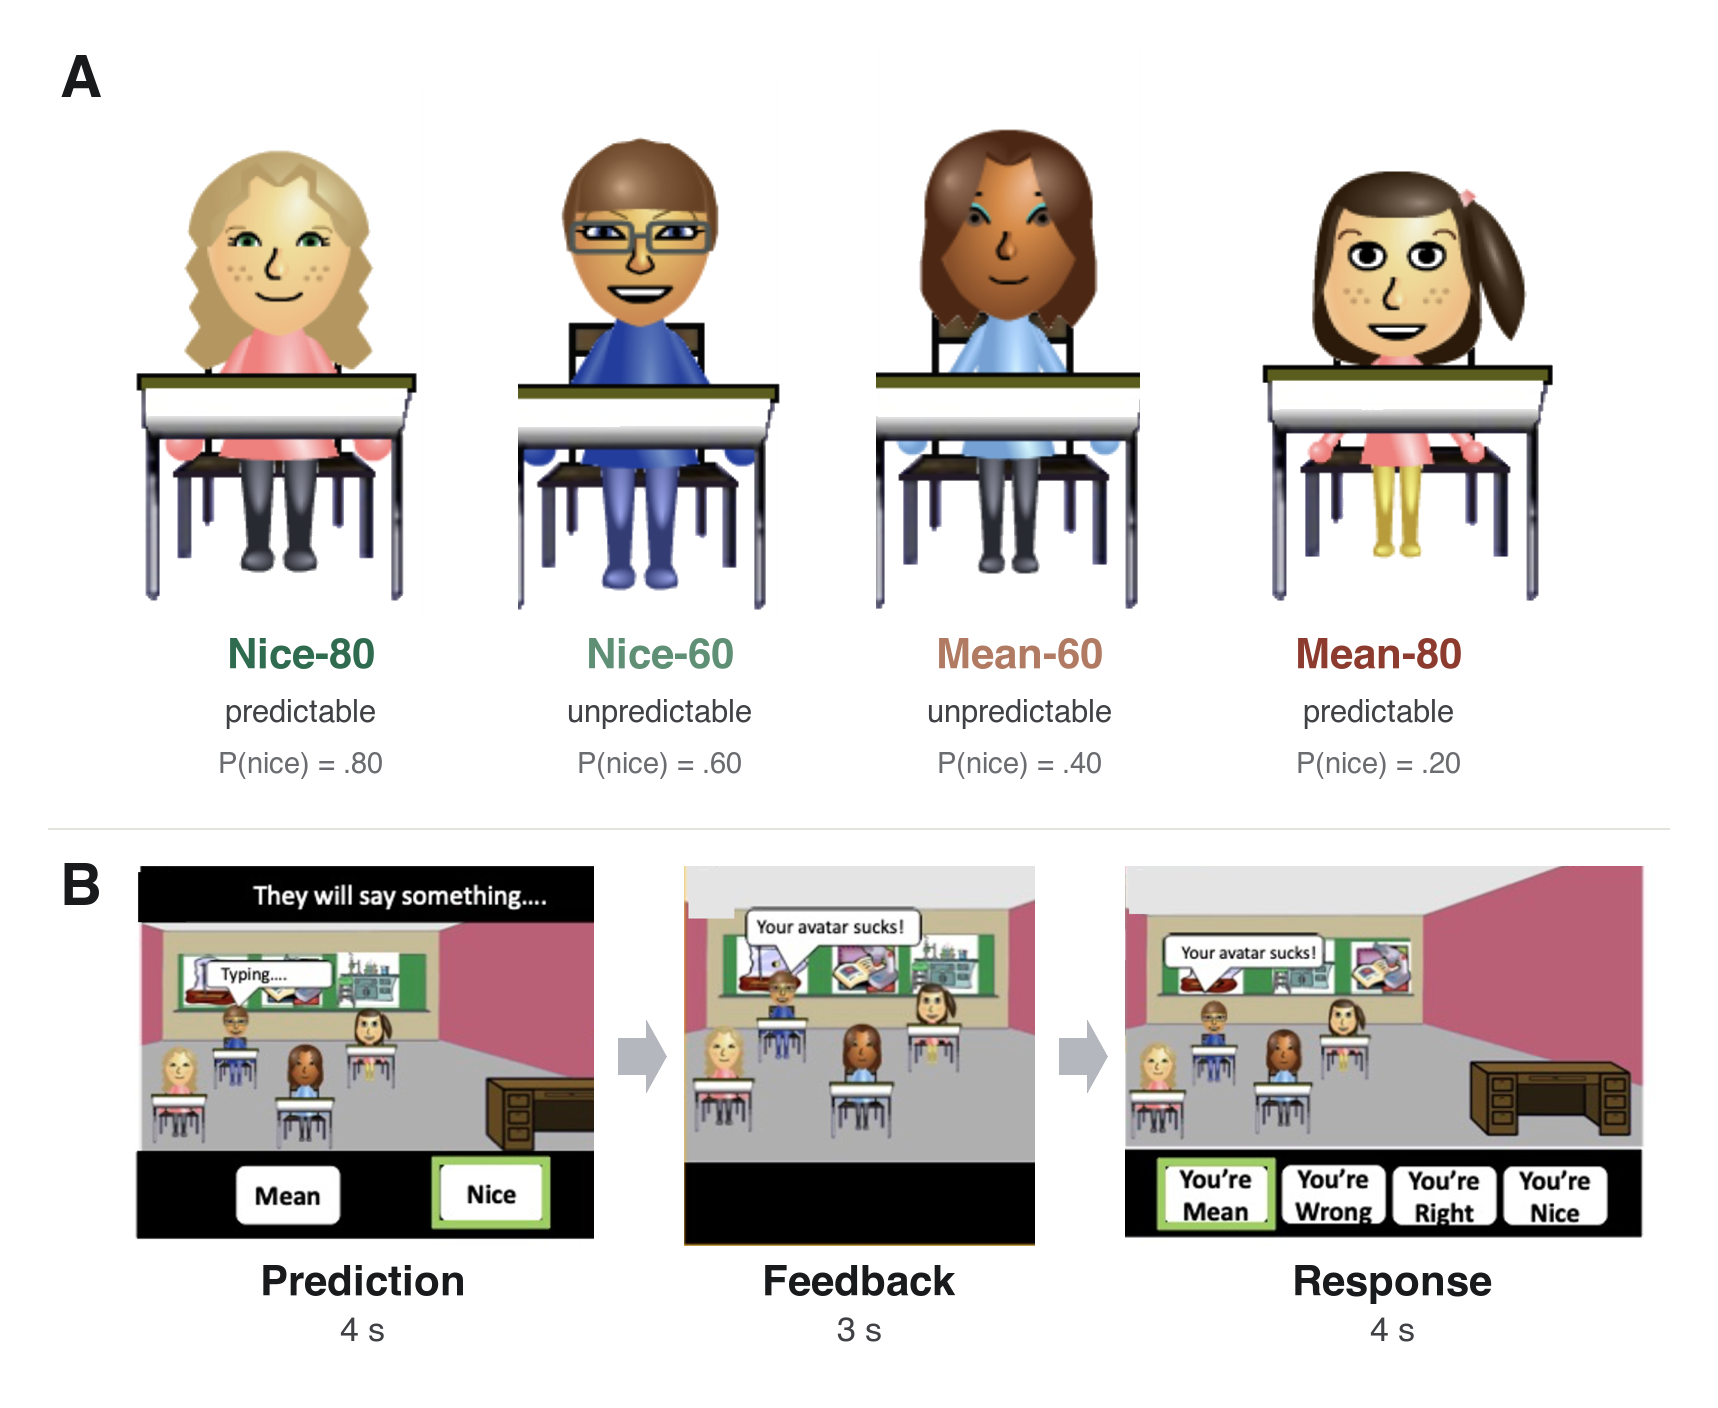 A
Nice-80
Nice-60
Mean-60
Mean-80
predictable
unpredictable
unpredictable
predictable
P(nice) = .80
P(nice) = .60
P(nice) = .40
P(nice) = .20
B
They will say something....
Typing....
Mean
Nice
Your avatar sucks!
Your avatar sucks!
You’re
Mean
You’re
Wrong
You’re
Right
You’re
Nice
Prediction
Feedback
Response
4 s
3 s
4 s